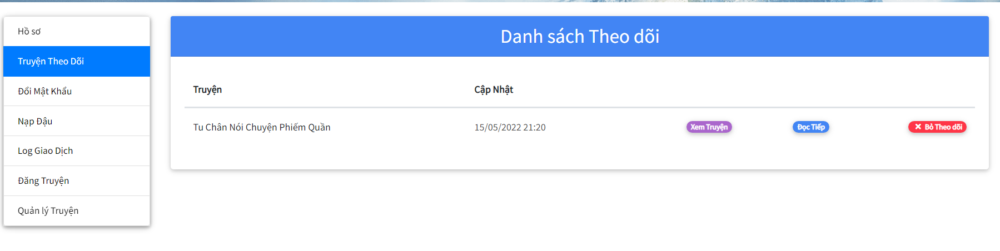 Hồ sơ
Truyện Theo Dõi
Đổi Mật Khẩu
Nạp Đậu
Log Giao Dịch
Đăng Truyện
Quản lý Truyện
Danh sách Theo dõi
Truyện Cập Nhật
Tu Chân Nói Chuyện Phiếm Quần 15/05/2022 21:20 Xem Truyện Đọc Tiếp ✕ Bỏ Theo dõi